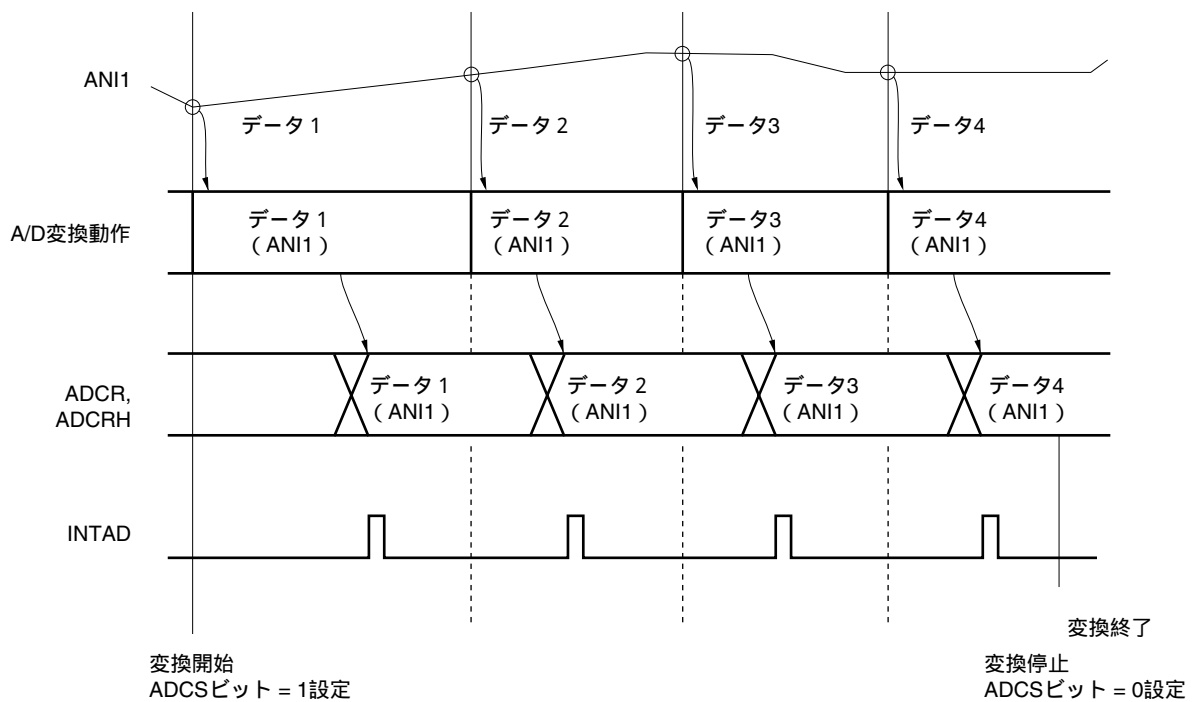 ANI1
データ1
データ2
データ3
データ4
A/D変換動作
データ1
(ANI1)
データ2
(ANI1)
データ3
(ANI1)
データ4
(ANI1)
ADCR,
ADCRH
データ1
(ANI1)
データ2
(ANI1)
データ3
(ANI1)
データ4
(ANI1)
INTAD
変換終了
変換開始
ADCSビット = 1設定
変換停止
ADCSビット = 0設定